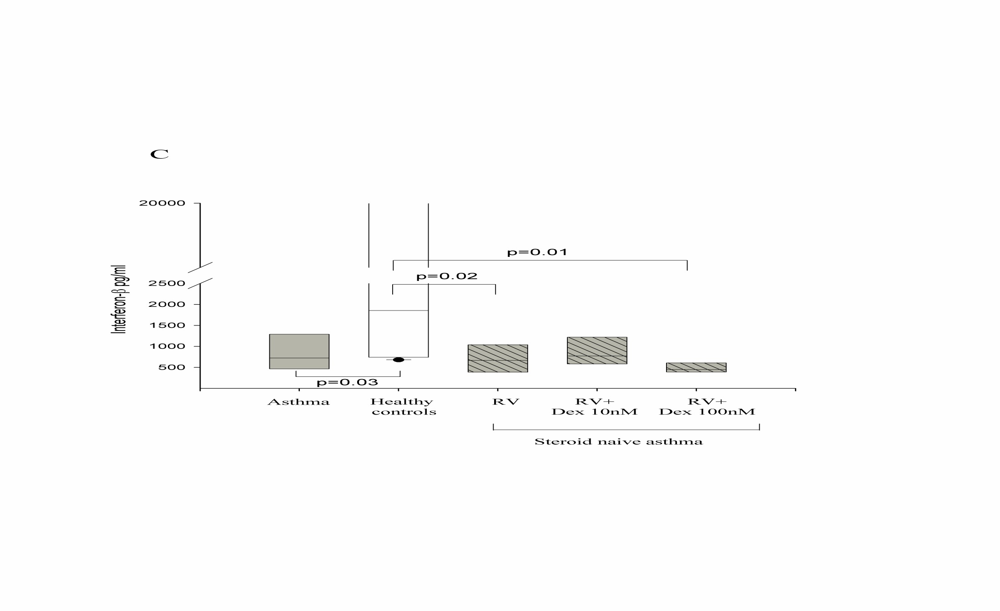 C
20000
p=0.01
p=0.02
2500
2000
1500
1000
500
Interferon-β pg/ml
p=0.03
Asthma
Healthy
controls
RV
RV+
Dex 10nM
RV+
Dex 100nM
Steroid naive asthma